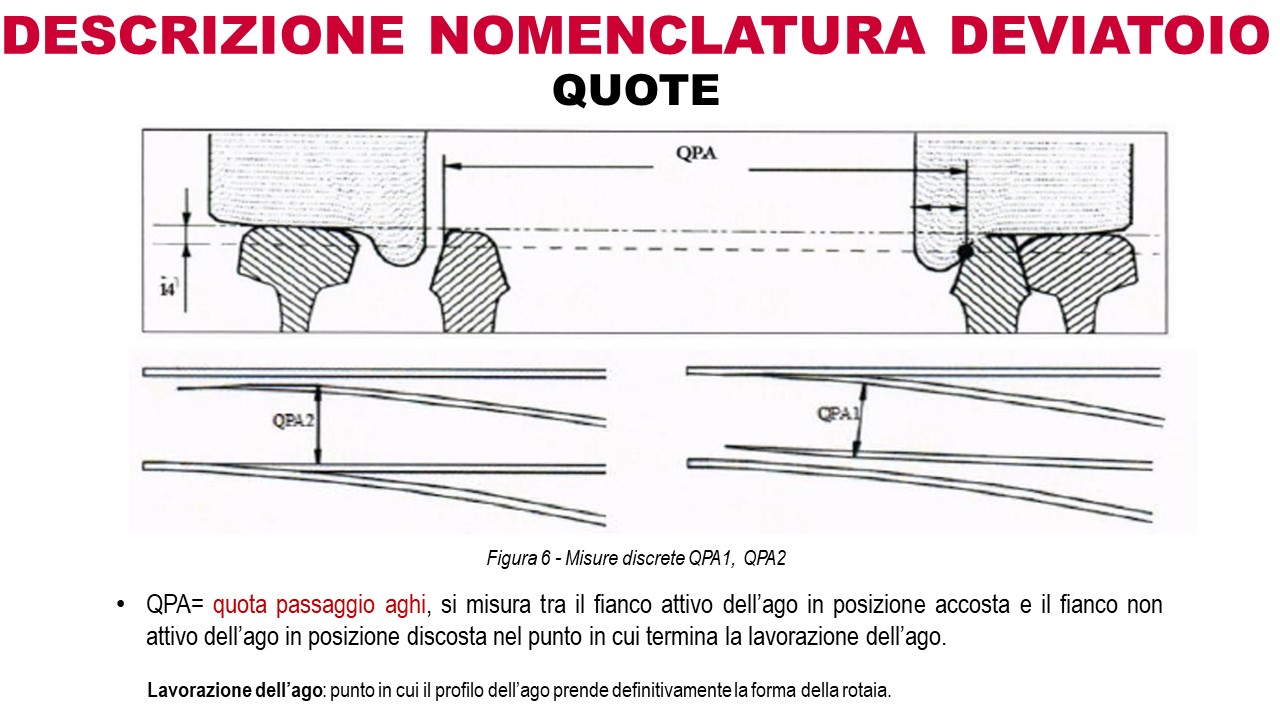 DESCRIZIONE NOMENCLATURA DEVIATOIO
QUOTE
QPA
14
QPA2
QPA1
Figura 6 - Misure discrete QPA1, QPA2
• QPA= quota passaggio aghi, si misura tra il fianco attivo dell’ago in posizione accosta e il fianco non
attivo dell’ago in posizione discosta nel punto in cui termina la lavorazione dell’ago.
Lavorazione dell’ago: punto in cui il profilo dell’ago prende definitivamente la forma della rotaia.